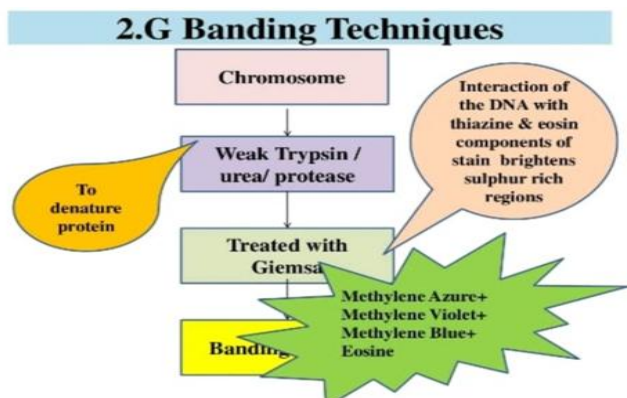 2.G Banding Techniques
Chromosome
Interaction of
the DNA with
thiazine & eosin
components of
stain brightens
sulphur rich
regions
Weak Trypsin /
urea/ protease
To
denature
protein
Treated with
Giemsa
Methylene Azure+
Methylene Violet+
Methylene Blue+
Eosine
Banding